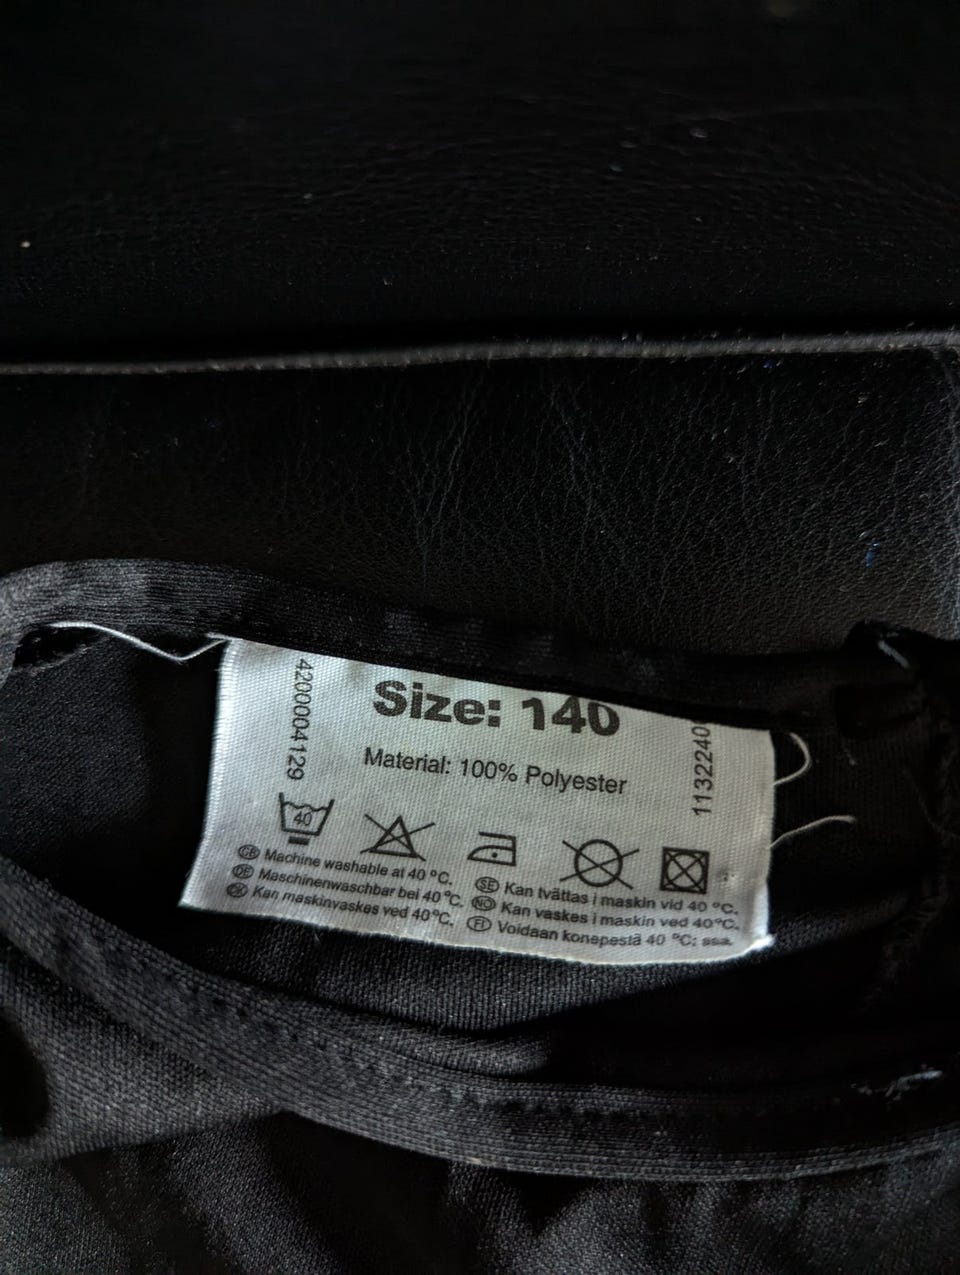 4200004129
Size: 140
1132240
Material: 100% Polyester
40
GB Machine washable at 40 °C.
DE Maschinenwaschbar bei 40 °C.
DK Kan maskinvaskes ved 40°C.
SE Kan tvättas i maskin vid 40 °C.
NO Kan vaskes i maskin ved 40°C.
FI Voidaan konepestä 40 °C: ssa.